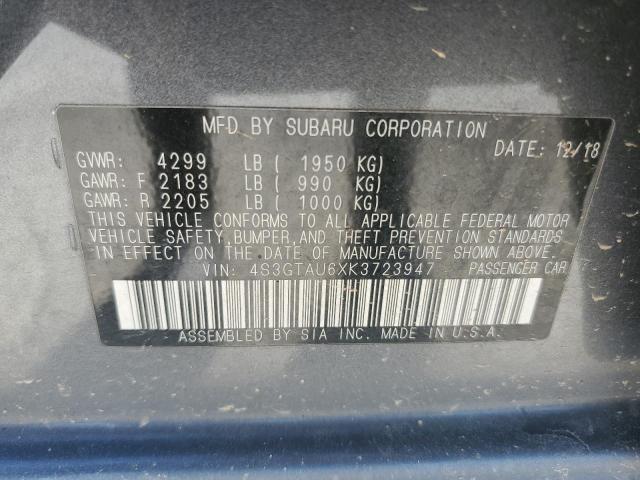 MFD BY SUBARU CORPORATION
DATE: 12/18
GVWR: 4299 LB ( 1950 KG)
GAWR: F 2183 LB ( 990 KG)
GAWR: R 2205 LB ( 1000 KG)
THIS VEHICLE CONFORMS TO ALL APPLICABLE FEDERAL MOTOR
VEHICLE SAFETY,BUMPER,AND THEFT PREVENTION STANDARDS
IN EFFECT ON THE DATE OF MANUFACTURE SHOWN ABOVE.
VIN: 4S3GTAU6XK3723947 PASSENGER CAR
ASSEMBLED BY SIA INC. MADE IN U.S.A.